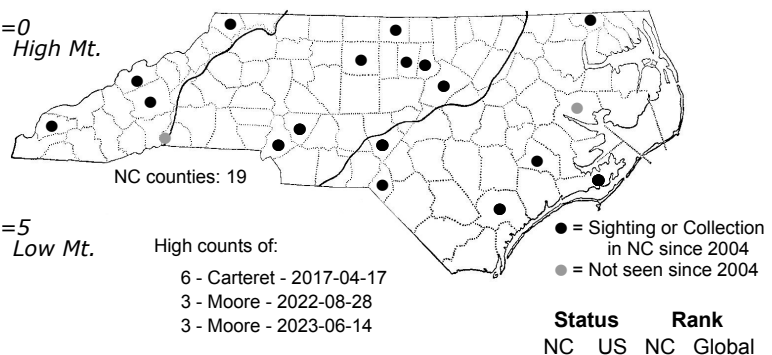 =0
High Mt.
NC counties: 19
=5
Low Mt.
High counts of:
6 - Carteret - 2017-04-17
3 - Moore - 2022-08-28
3 - Moore - 2023-06-14
= Sighting or Collection
in NC since 2004
= Not seen since 2004
Status Rank
NC US NC Global